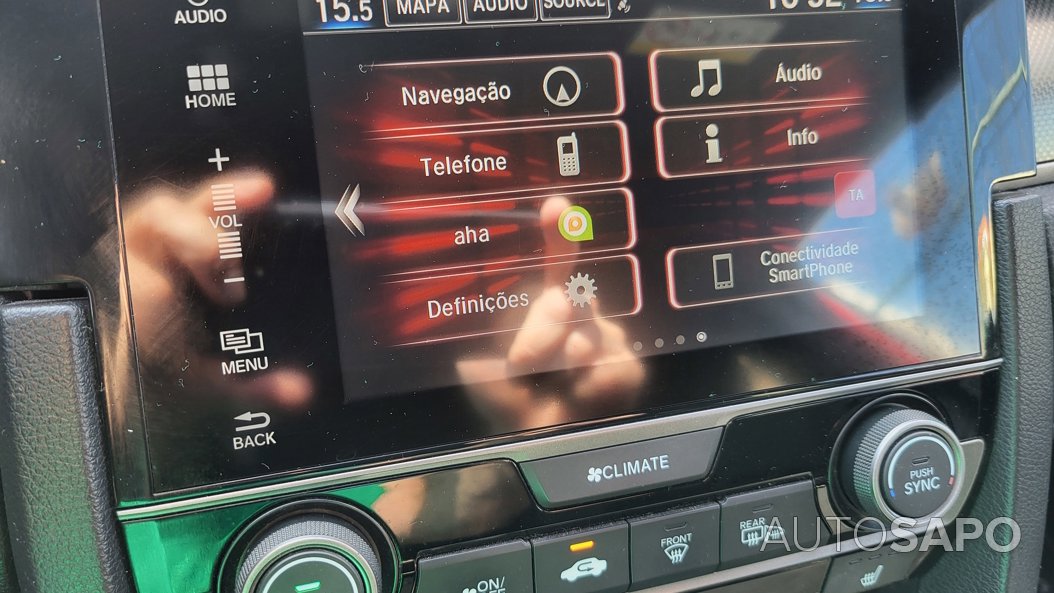 AUDIO
HOME
+
VOL
−
MENU
BACK
15.5
MAPA
AUDIO
SOURCE
Navegação
Áudio
Telefone
Info
aha
TA
Definições
Conectividade
SmartPhone
CLIMATE
PUSH
SYNC
ON/
FRONT
REAR
AUTOSAPO